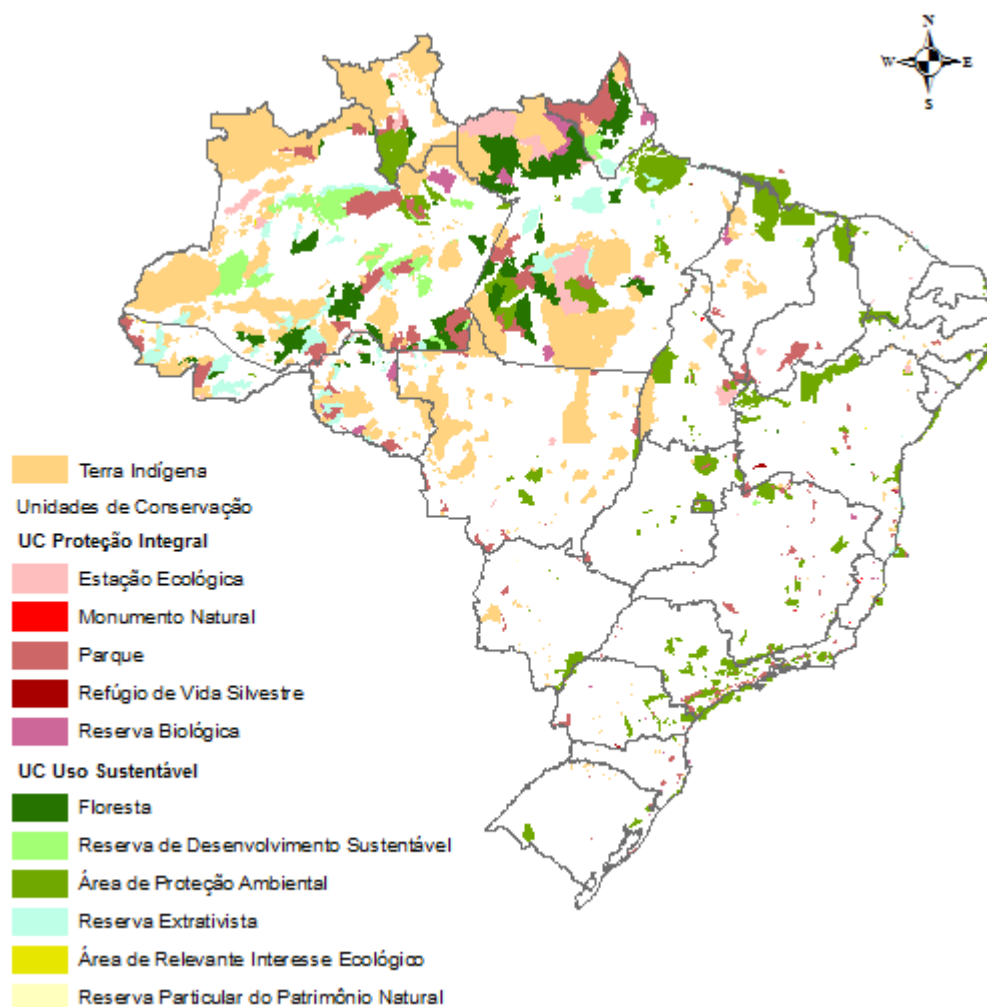 N
W E
S
Terra Indígena
Unidades de Conservação
UC Proteção Integral
Estação Ecológica
Monumento Natural
Parque
Refúgio de Vida Silvestre
Reserva Biológica
UC Uso Sustentável
Floresta
Reserva de Desenvolvimento Sustentável
Área de Proteção Ambiental
Reserva Extrativista
Área de Relevante Interesse Ecológico
Reserva Particular do Patrimônio Natural